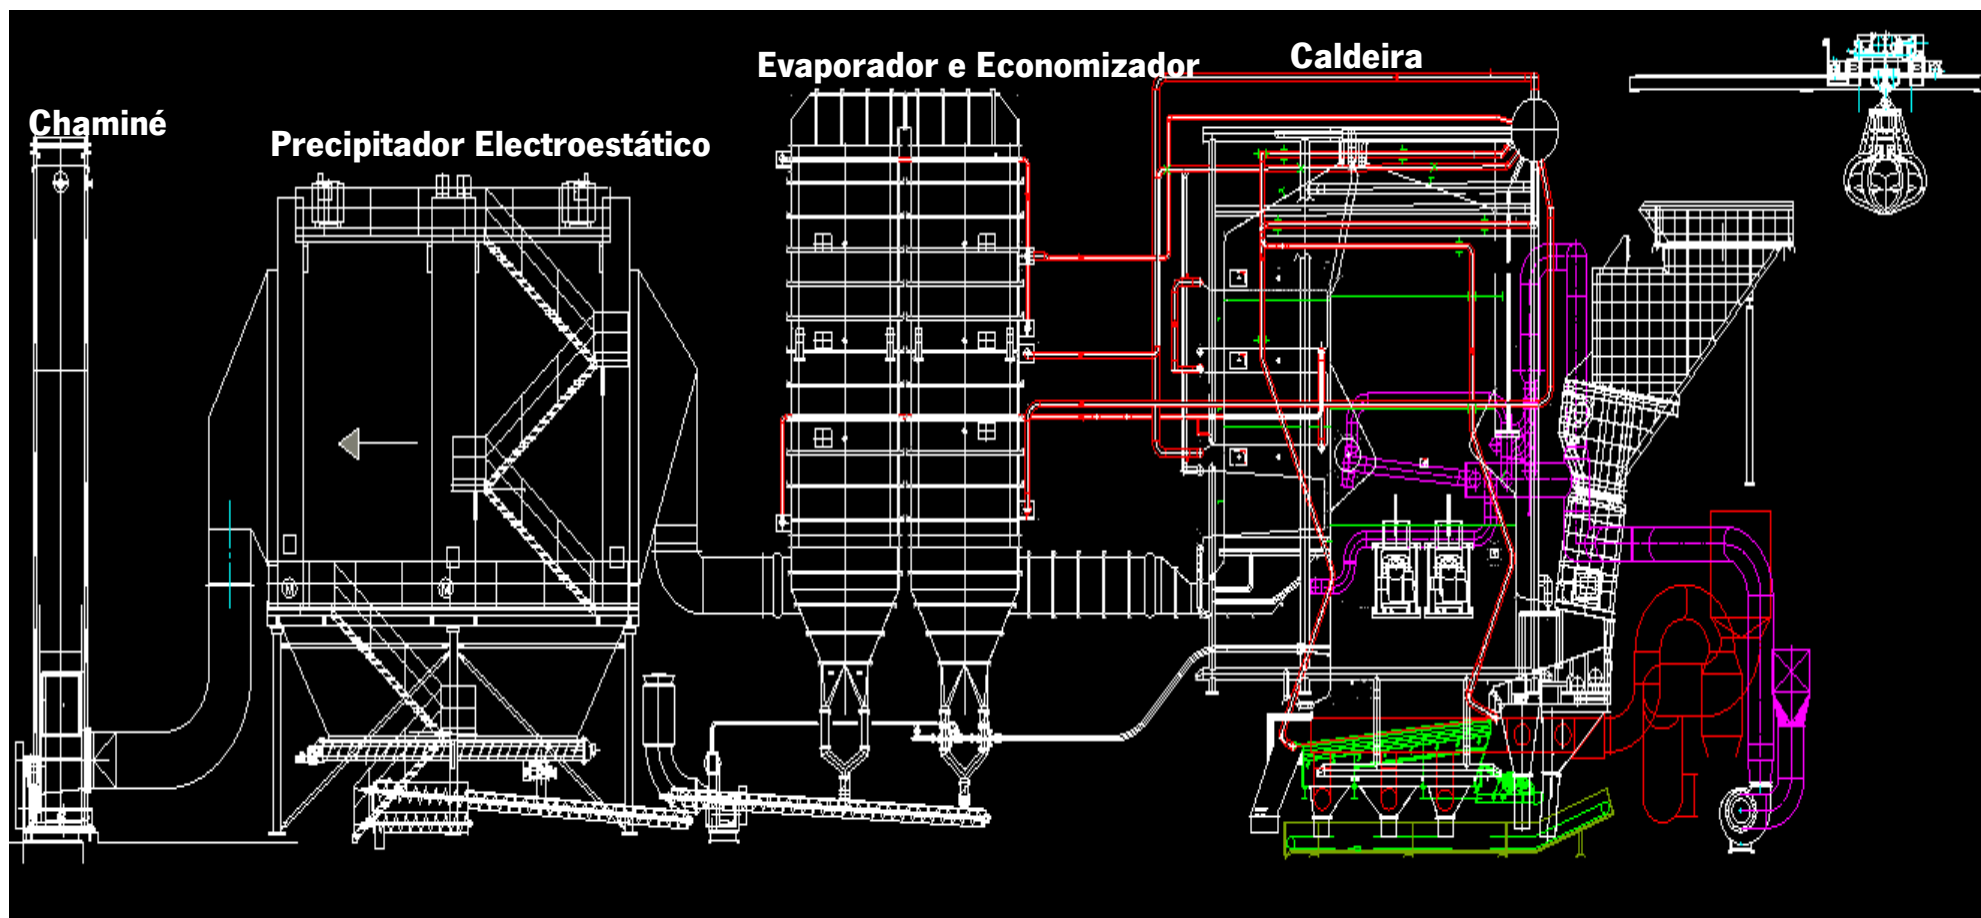 Chaminé
Precipitador Electroestático
Evaporador e Economizador
Caldeira
M
M